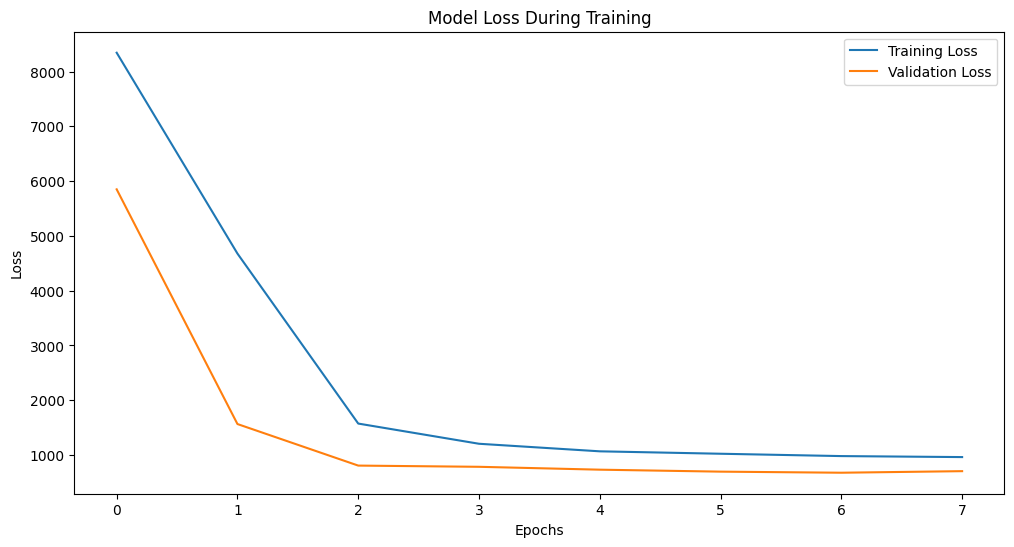 Model Loss During Training
Training Loss
Validation Loss
8000
7000
6000
5000
4000
3000
2000
1000
Loss
0 1 2 3 4 5 6 7
Epochs